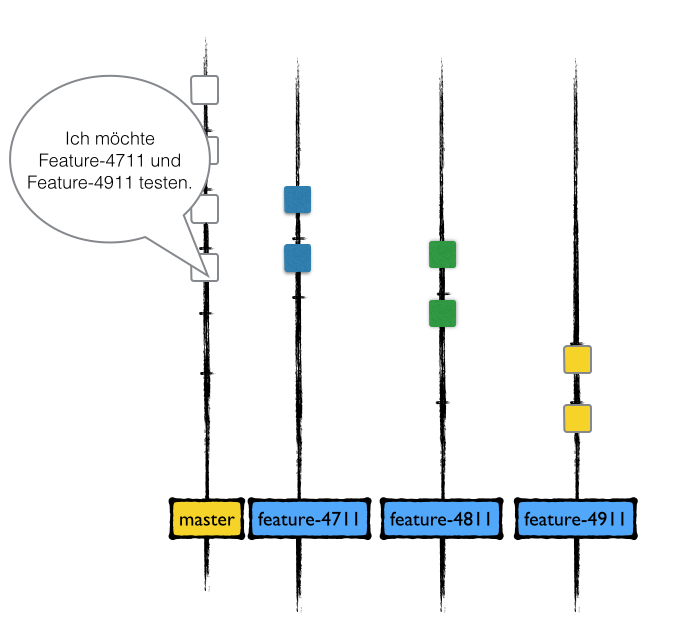 Ich möchte
Feature-4711 und
Feature-4911 testen.
master
feature-4711
feature-4811
feature-4911